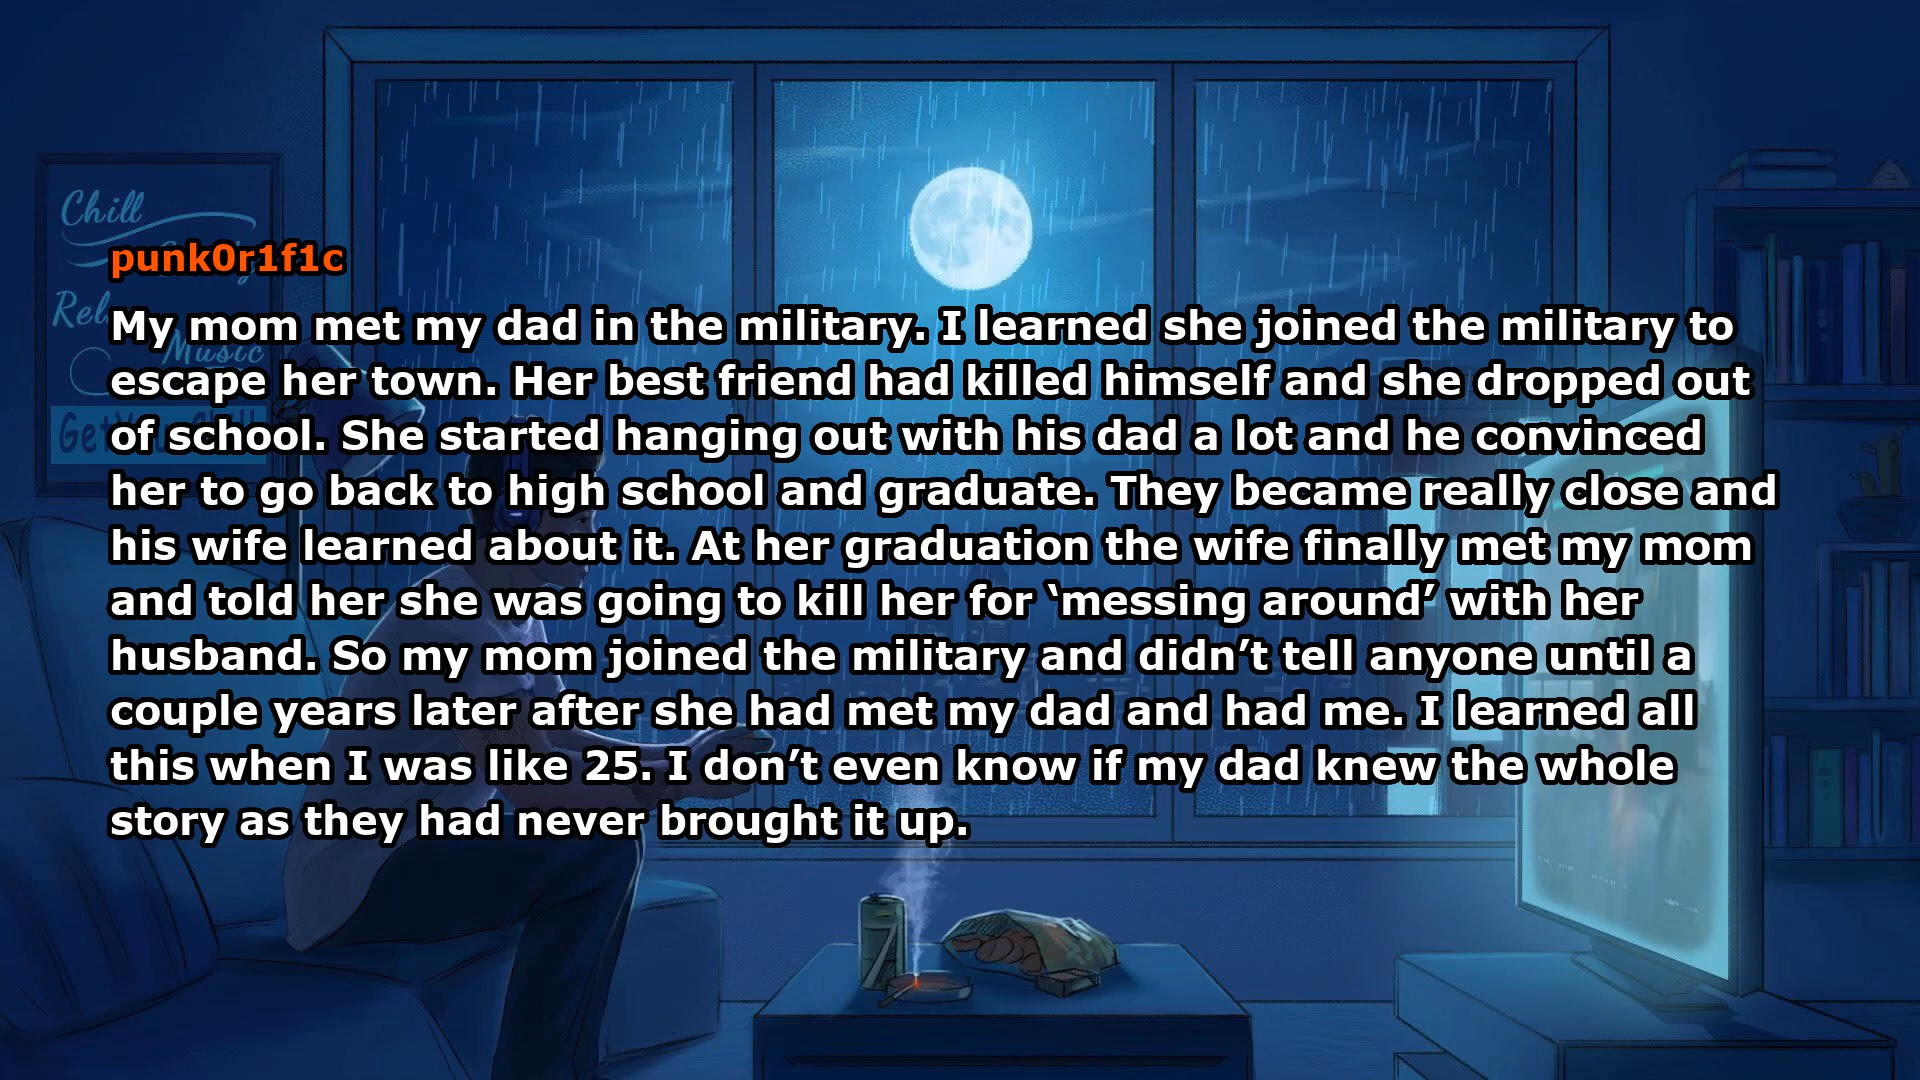 Chill
punk0r1f1c
Rel
Music
Get
My mom met my dad in the military. I learned she joined the military to
escape her town. Her best friend had killed himself and she dropped out
of school. She started hanging out with his dad a lot and he convinced
her to go back to high school and graduate. They became really close and
his wife learned about it. At her graduation the wife finally met my mom
and told her she was going to kill her for ‘messing around’ with her
husband. So my mom joined the military and didn’t tell anyone until a
couple years later after she had met my dad and had me. I learned all
this when I was like 25. I don’t even know if my dad knew the whole
story as they had never brought it up.